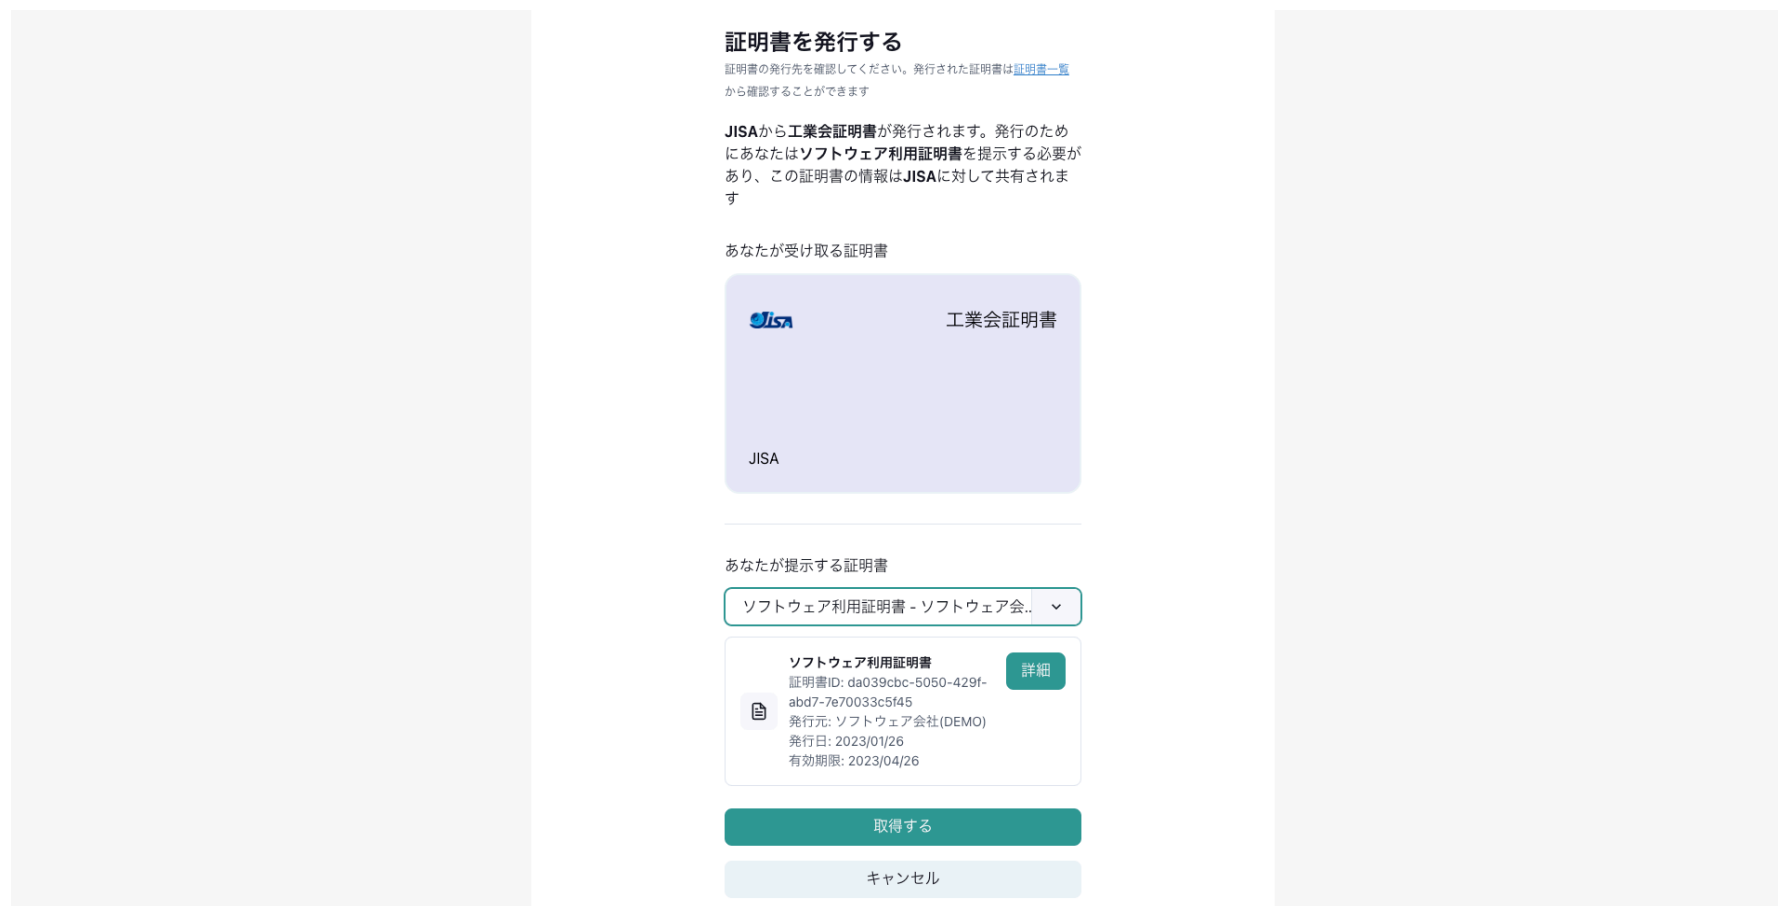 証明書を発行する
証明書の発行先を確認してください。発行された証明書は証明書一覧
から確認することができます
JISAから工業会証明書が発行されます。発行のため
にあなたはソフトウェア利用証明書を提示する必要が
あり、この証明書の情報はJISAに対して共有されま
す
あなたが受け取る証明書
JISA
工業会証明書
JISA
あなたが提示する証明書
ソフトウェア利用証明書 - ソフトウェア会...
ソフトウェア利用証明書
詳細
証明書ID: da039cbc-5050-429f-
abd7-7e70033c5f45
発行元: ソフトウェア会社(DEMO)
発行日: 2023/01/26
有効期限: 2023/04/26
取得する
キャンセル